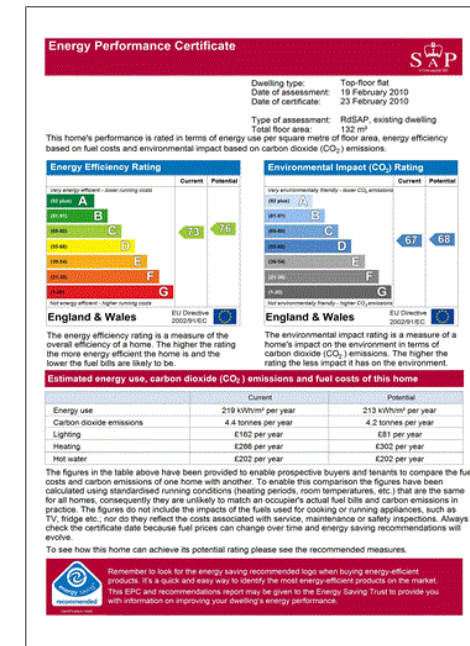 Energy Performance Certificate
SAP
Dwelling type: Top-floor flat
Date of assessment: 19 February 2010
Date of certificate: 23 February 2010
Type of assessment: RdSAP, existing dwelling
Total floor area: 132 m²
This home's performance is rated in terms of energy use per square metre of floor area, energy efficiency
based on fuel costs and environmental impact based on carbon dioxide (CO₂) emissions.
Energy Efficiency Rating
Current Potential
Very energy efficient - lower running costs
(92 plus) A
(81-91) B
(69-80) C
(55-68) D
(39-54) E
(21-38) F
(1-20) G
73 76
Not energy efficient - higher running costs
England & Wales
EU Directive
2002/91/EC
The energy efficiency rating is a measure of the
overall efficiency of a home. The higher the rating
the more energy efficient the home is and the
lower the fuel bills are likely to be.
Environmental Impact (CO₂) Rating
Current Potential
Very environmentally friendly - lower CO₂ emissions
(92 plus) A
(81-91) B
(69-80) C
(55-68) D
(39-54) E
(21-38) F
(1-20) G
67 68
Not environmentally friendly - higher CO₂ emissions
England & Wales
EU Directive
2002/91/EC
The environmental impact rating is a measure of a
home's impact on the environment in terms of
carbon dioxide (CO₂) emissions. The higher the
rating the less impact it has on the environment.
Estimated energy use, carbon dioxide (CO₂) emissions and fuel costs of this home
Current Potential
Energy use 219 kWh/m² per year 213 kWh/m² per year
Carbon dioxide emissions 4.4 tonnes per year 4.2 tonnes per year
Lighting £162 per year £81 per year
Heating £286 per year £302 per year
Hot water £202 per year £202 per year
The figures in the table above have been provided to enable prospective buyers and tenants to compare the fue
costs and carbon emissions of one home with another. To enable this comparison the figures have been
calculated using standardised running conditions (heating periods, room temperatures, etc.) that are the same
for all homes, consequently they are unlikely to match an occupier's actual fuel bills and carbon emissions in
practice. The figures do not include the impacts of the fuels used for cooking or running appliances, such as
TV, fridge etc.; nor do they reflect the costs associated with service, maintenance or safety inspections. Always
check the certificate date because fuel prices can change over time and energy saving recommendations will
evolve.
To see how this home can achieve its potential rating please see the recommended measures.
energy saving
recommended
Remember to look for the energy saving recommended logo when buying energy-efficient
products. It's a quick and easy way to identify the most energy-efficient products on the market.
This EPC and recommendations report may be given to the Energy Saving Trust to provide you
with information on improving your dwelling's energy performance.